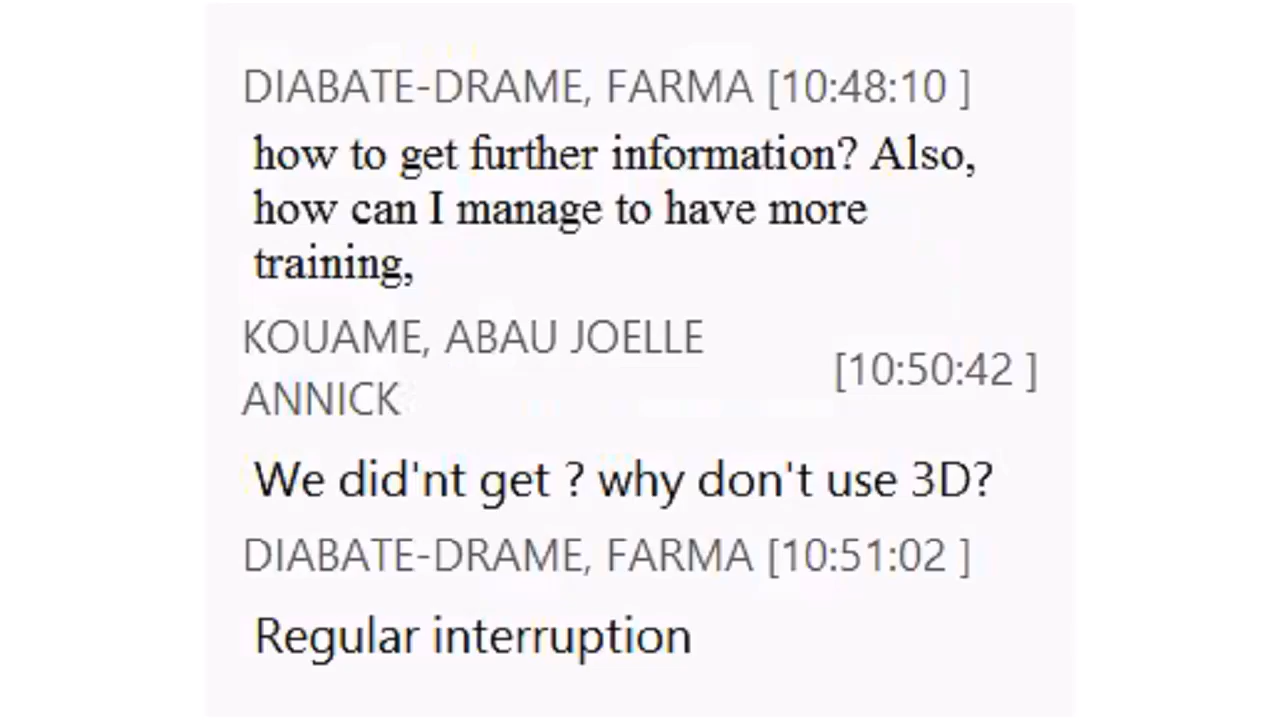 DIABATE-DRAME, FARMA [10:48:10 ]
how to get further information? Also,
how can I manage to have more
training,
KOUAME, ABAU JOELLE
ANNICK [10:50:42 ]
We did'nt get ? why don't use 3D?
DIABATE-DRAME, FARMA [10:51:02 ]
Regular interruption